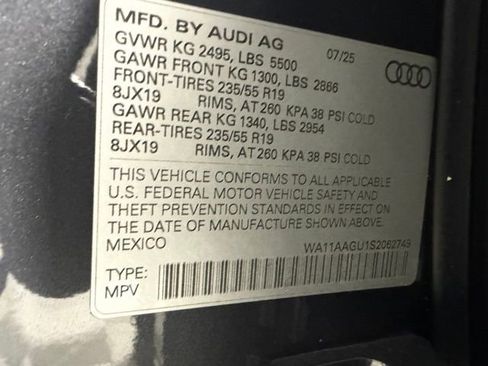 MFD. BY AUDI AG 07/25
GVWR KG 2495, LBS 5500
GAWR FRONT KG 1300, LBS 2866
FRONT-TIRES 235/55 R19
8JX19 RIMS, AT 260 KPA 38 PSI COLD
GAWR REAR KG 1340, LBS 2954
REAR-TIRES 235/55 R19
8JX19 RIMS, AT 260 KPA 38 PSI COLD
THIS VEHICLE CONFORMS TO ALL APPLICABLE
U.S. FEDERAL MOTOR VEHICLE SAFETY AND
THEFT PREVENTION STANDARDS IN EFFECT ON
THE DATE OF MANUFACTURE SHOWN ABOVE.
MEXICO WA11AAGU1S2062749
TYPE:
MPV